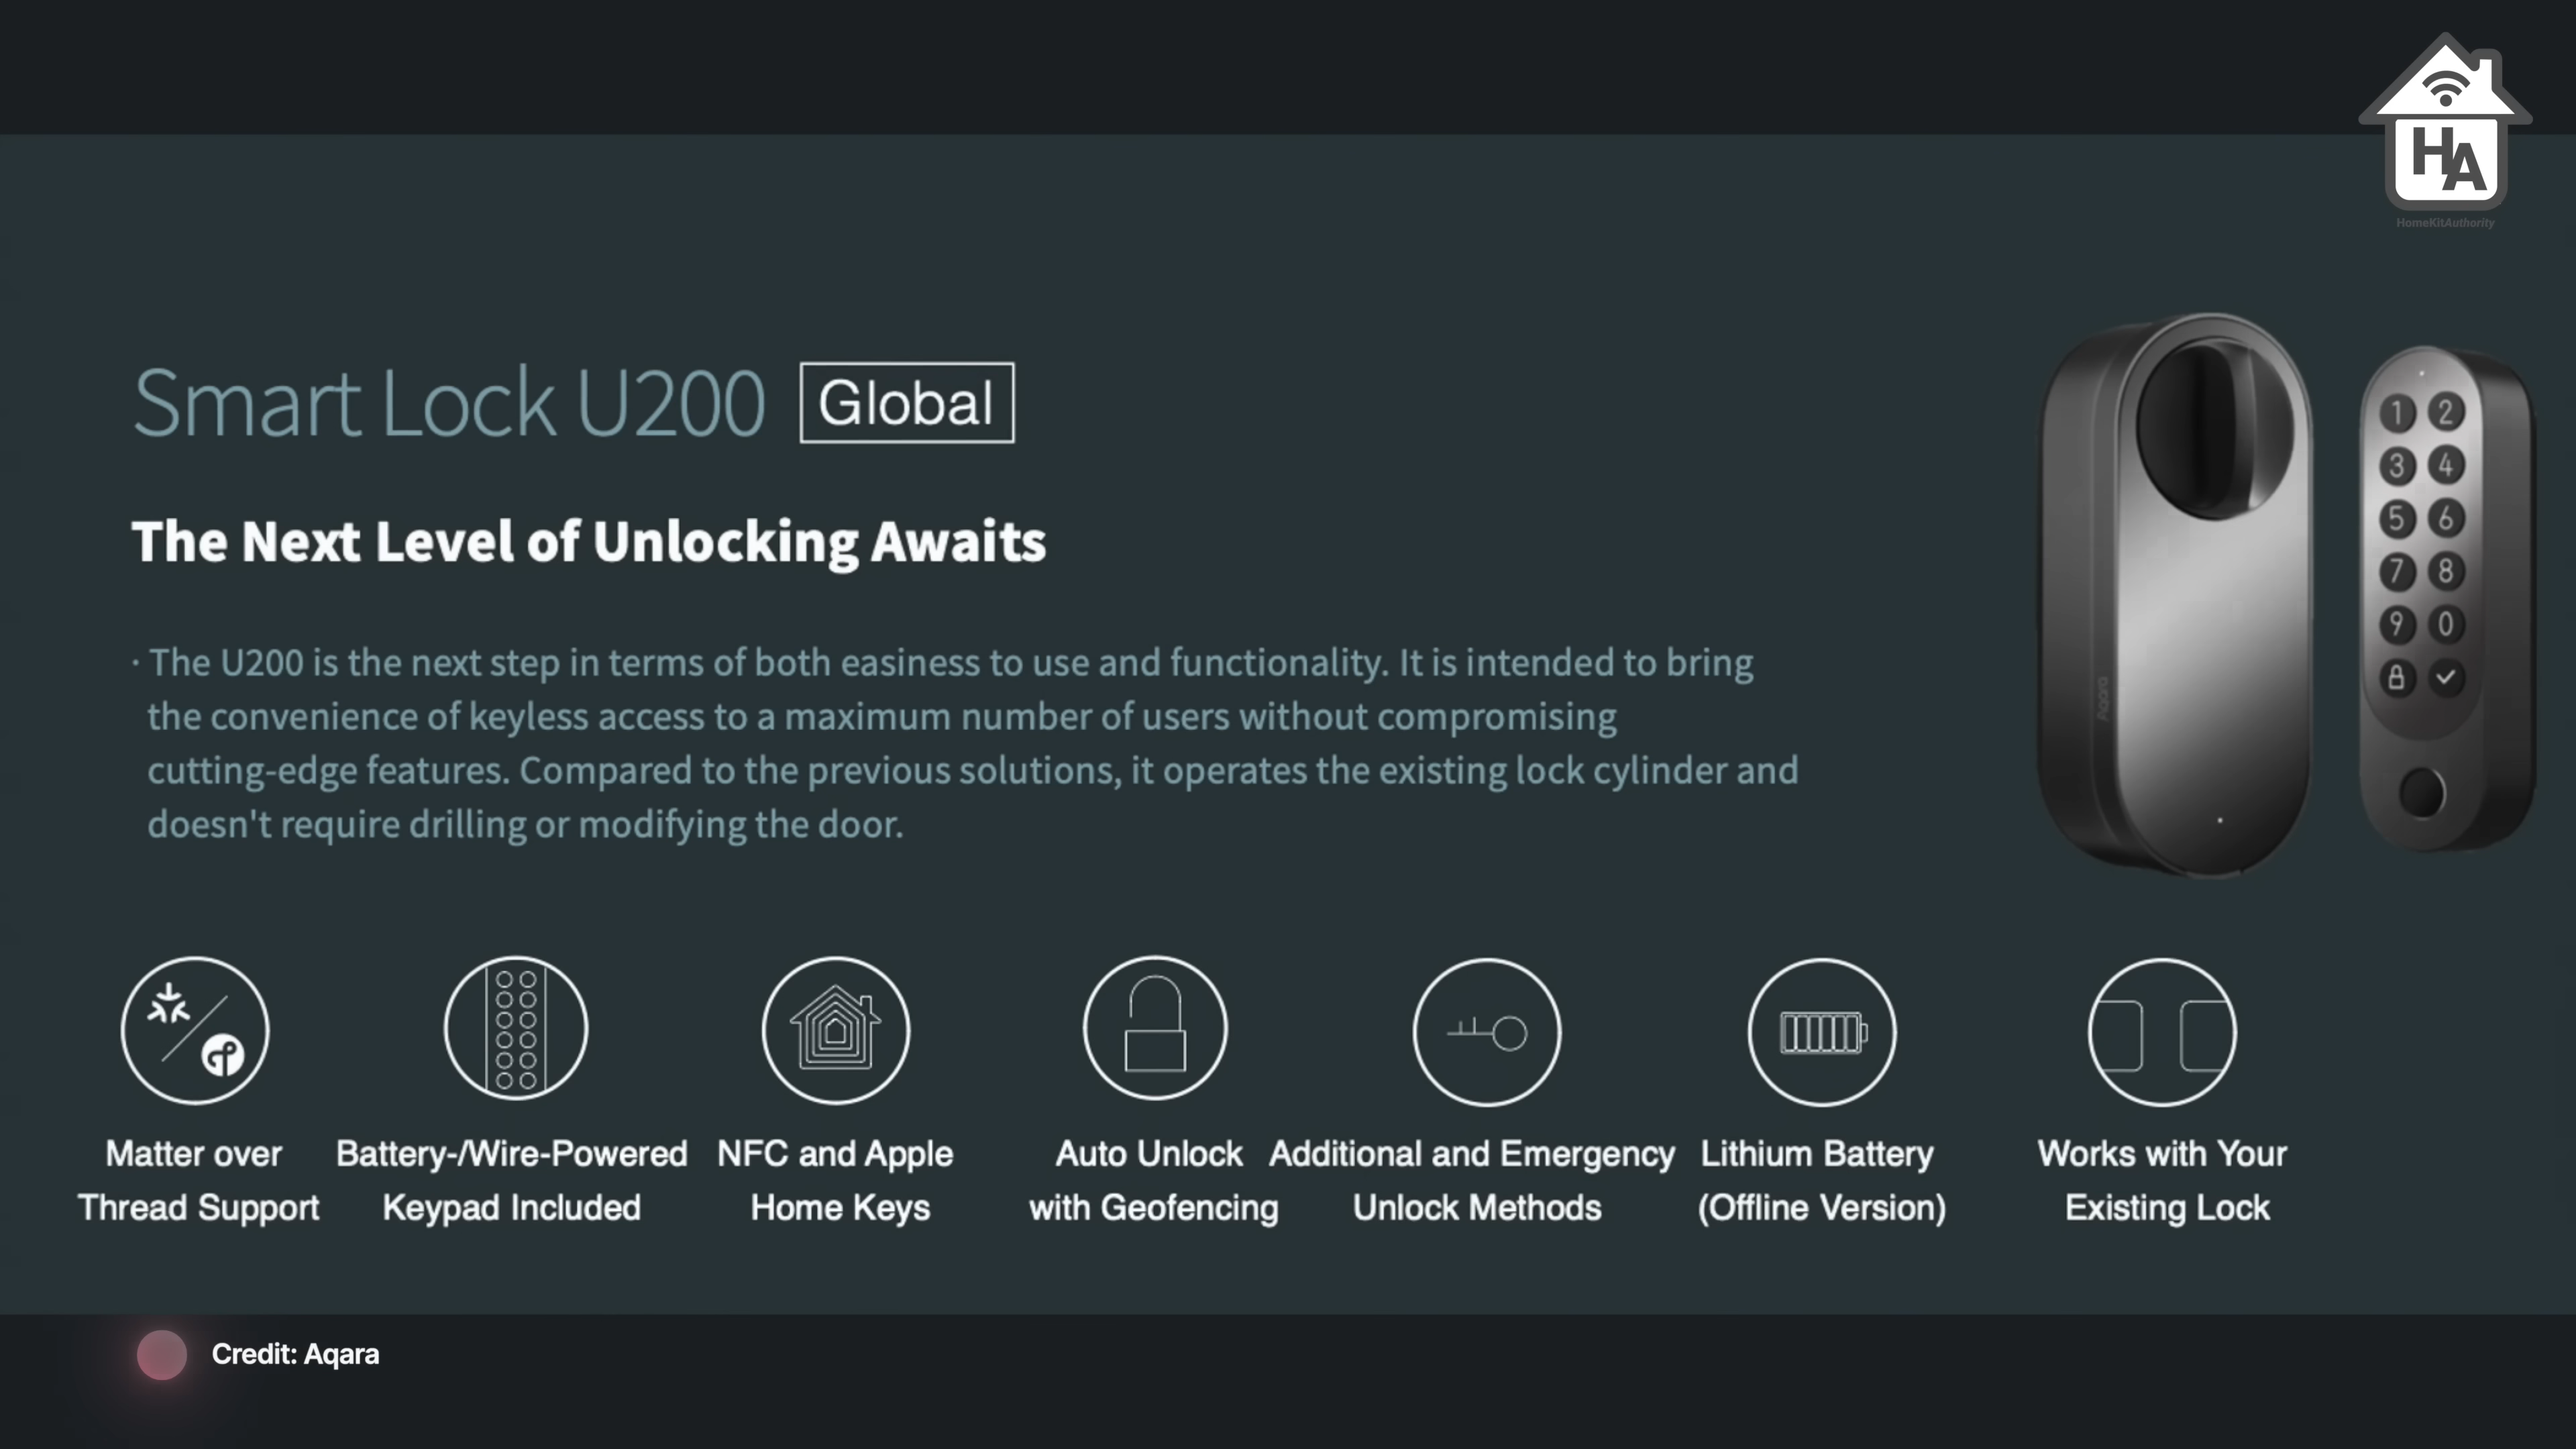 HA
HomeKitAuthority
Smart Lock U200
Global
The Next Level of Unlocking Awaits
· The U200 is the next step in terms of both easiness to use and functionality. It is intended to bring
the convenience of keyless access to a maximum number of users without compromising
cutting-edge features. Compared to the previous solutions, it operates the existing lock cylinder and
doesn't require drilling or modifying the door.
Aqara
1 2
3 4
5 6
7 8
9 0
Matter over
Thread Support
Battery-/Wire-Powered
Keypad Included
NFC and Apple
Home Keys
Auto Unlock
with Geofencing
Additional and Emergency
Unlock Methods
Lithium Battery
(Offline Version)
Works with Your
Existing Lock
Credit: Aqara